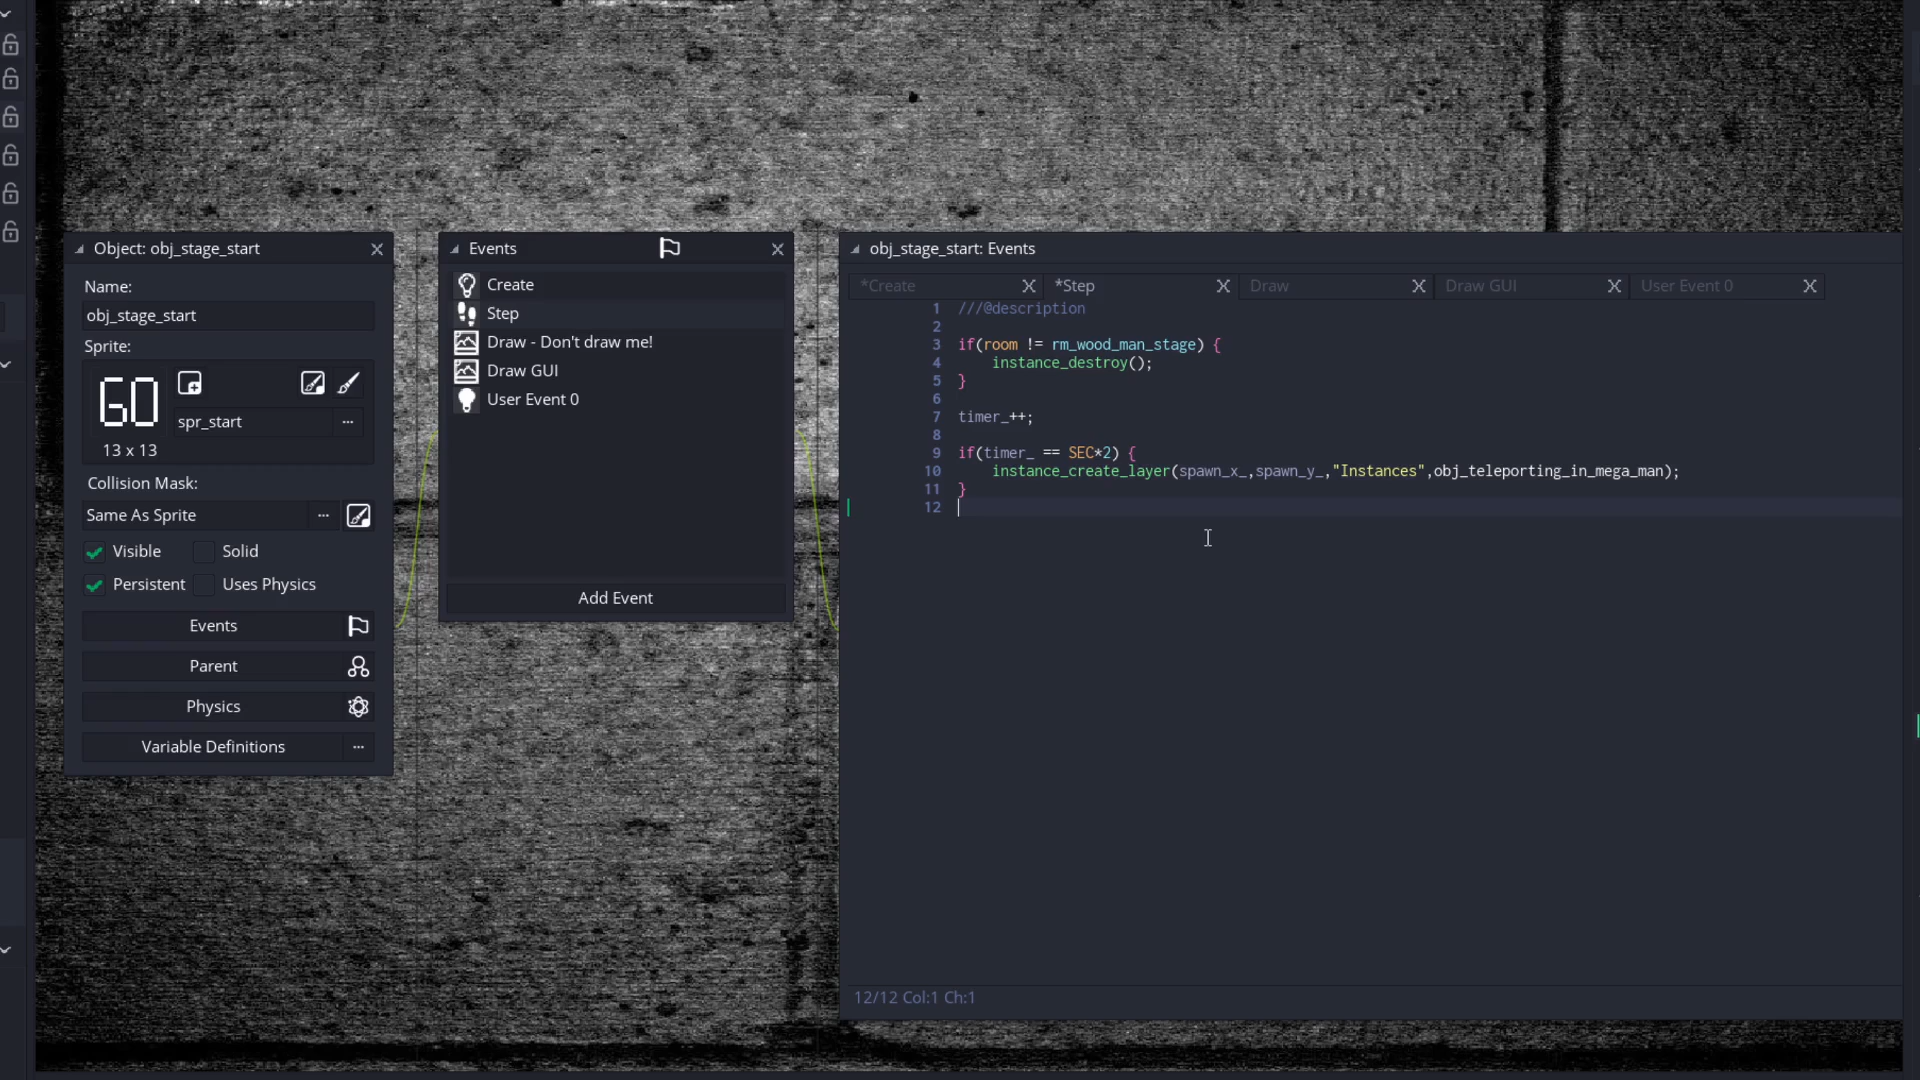 Object: obj_stage_start
Name:
obj_stage_start
Sprite:
GO
spr_start
13 x 13
Collision Mask:
Same As Sprite
Visible
Solid
Persistent
Uses Physics
Events
Parent
Physics
Variable Definitions
Events
Create
Step
Draw - Don't draw me!
Draw GUI
User Event 0
Add Event
obj_stage_start: Events
*Create
*Step
Draw
Draw GUI
User Event 0
1 ///@description
2
3 if(room != rm_wood_man_stage) {
4 instance_destroy();
5 }
6
7 timer_++;
8
9 if(timer_ == SEC*2) {
10 instance_create_layer(spawn_x_,spawn_y_,"Instances",obj_teleporting_in_mega_man);
11 }
12
12/12 Col:1 Ch:1